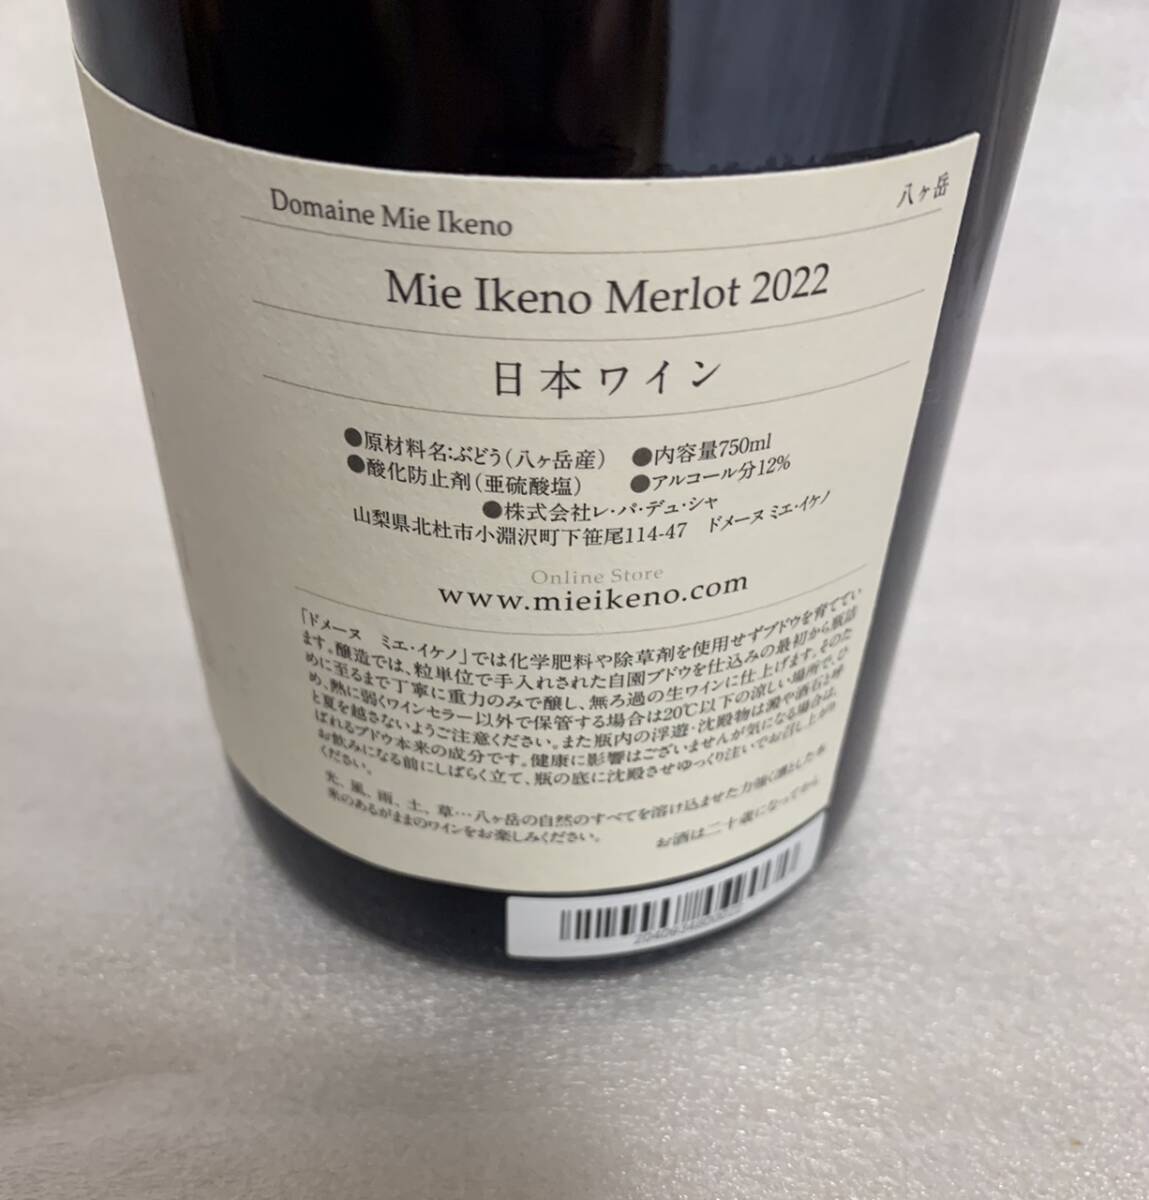 Domaine Mie Ikeno
八ヶ岳
Mie Ikeno Merlot 2022
日本ワイン
●原材料名:ぶどう(八ヶ岳産) ●内容量750ml
●酸化防止剤(亜硫酸塩) ●アルコール分12%
●株式会社レ・パ・デュ・シャ
山梨県北杜市小淵沢町下笹尾114-47 ドメーヌ ミエ・イケノ
Online Store
www.mieikeno.com
「ドメーヌ ミエ・イケノ」では化学肥料や除草剤を使用せずブドウを育ててい
ます。醸造では、粒単位で手入れされた自園ブドウを仕込みの最初から瓶詰
めに至るまで丁寧に重力のみで醸し、無ろ過の生ワインに仕上げます。そのた
め、熱に弱くワインセラー以外で保管する場合は20℃以下の涼しい場所で、ひ
と夏を越さないようご注意ください。また瓶内の浮遊・沈殿物は澱や酒石と呼
ばれるブドウ本来の成分です。健康に影響はございませんが気になる場合は、
お飲みになる前にしばらく立て、瓶の底に沈殿させゆっくり注いでお召し上がり
ください。
光、風、雨、土、草…八ヶ岳の自然のすべてを溶け込ませた力強く凛とした本
来のあるがままのワインをお楽しみください。
お酒は二十歳になってから